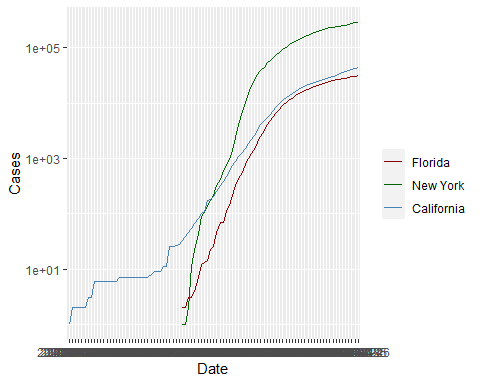 1e+05
1e+03
1e+01
Cases
Date
Florida
New York
California